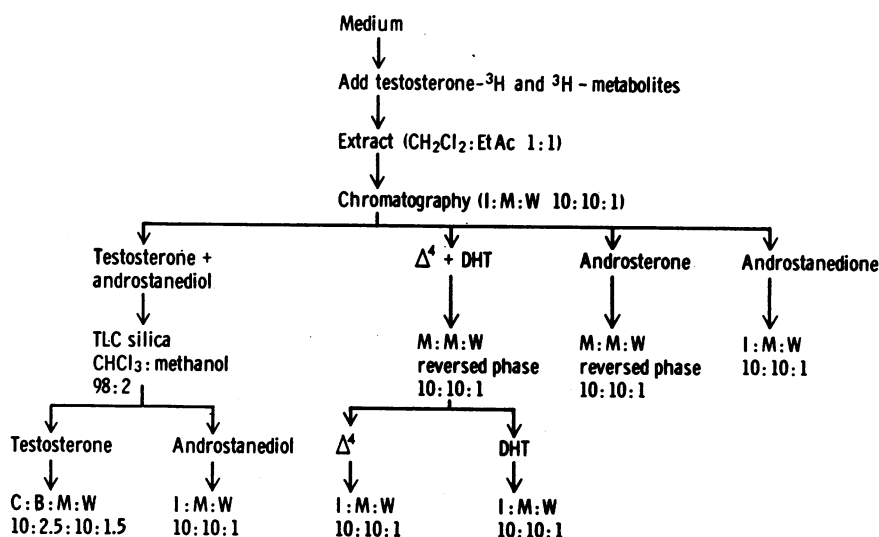 Medium
Add testosterone-³H and ³H - metabolites
Extract (CH₂Cl₂:EtAc 1:1)
Chromatography (I:M:W 10:10:1)
Testosterone +
androstanediol
Δ⁴ + DHT
Androsterone
Androstanedione
TLC silica
CHCl₃: methanol
98:2
M:M:W
reversed phase
10:10:1
M:M:W
reversed phase
10:10:1
I:M:W
10:10:1
Testosterone
Androstanediol
Δ⁴
DHT
C:B:M:W
10:2.5:10:1.5
I:M:W
10:10:1
I:M:W
10:10:1
I:M:W
10:10:1